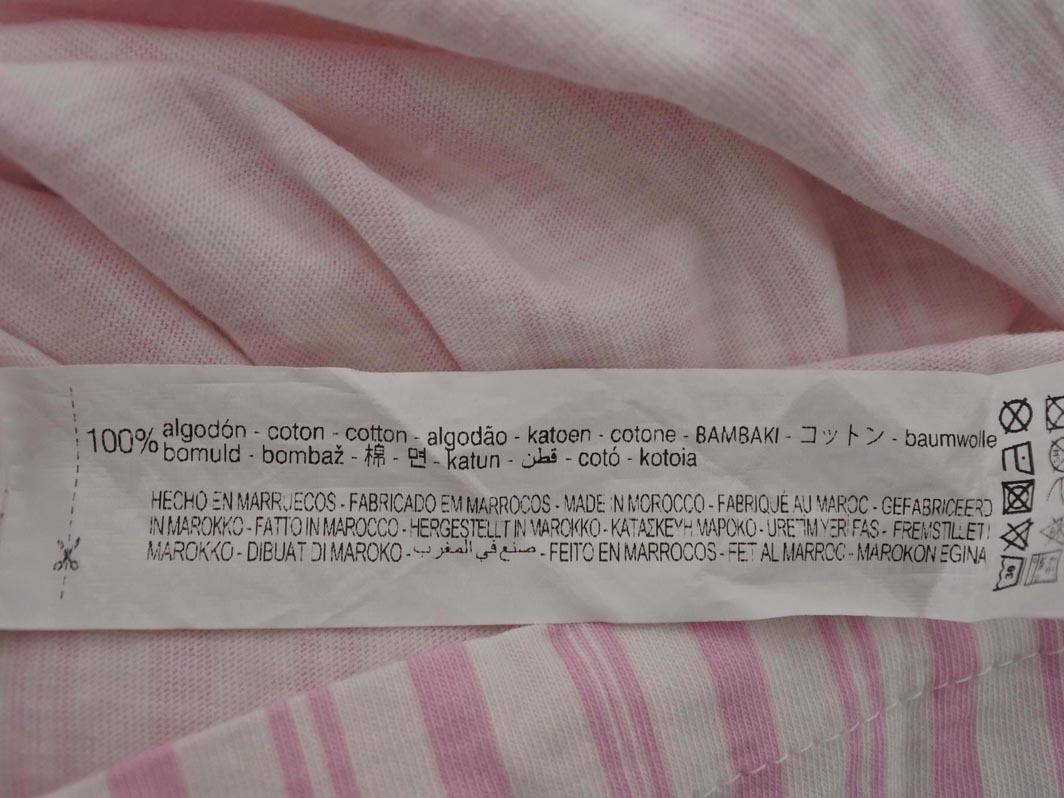 100% algodón - coton - cotton - algodão - katoen - cotone - BAMBAKI - コットン - baumwolle
bomuld - bombaž - 棉 - 면 - katun - قطن - cotó - kotoia
HECHO EN MARRUECOS - FABRICADO EM MARROCOS - MADE IN MOROCCO - FABRIQUÉ AU MAROC - GEFABRICEERD
IN MAROKKO - FATTO IN MAROCCO - HERGESTELLT IN MAROKKO - ΚΑΤΑΣΚΕΥΗ ΜΑΡΟΚΟ - URETIM YERI FAS - FREMSTILLET I
MAROKKO - DIBUAT DI MAROKO - صنع في المغرب - FEITO EN MARROCOS - FET AL MARROC - MAROKON EGINA